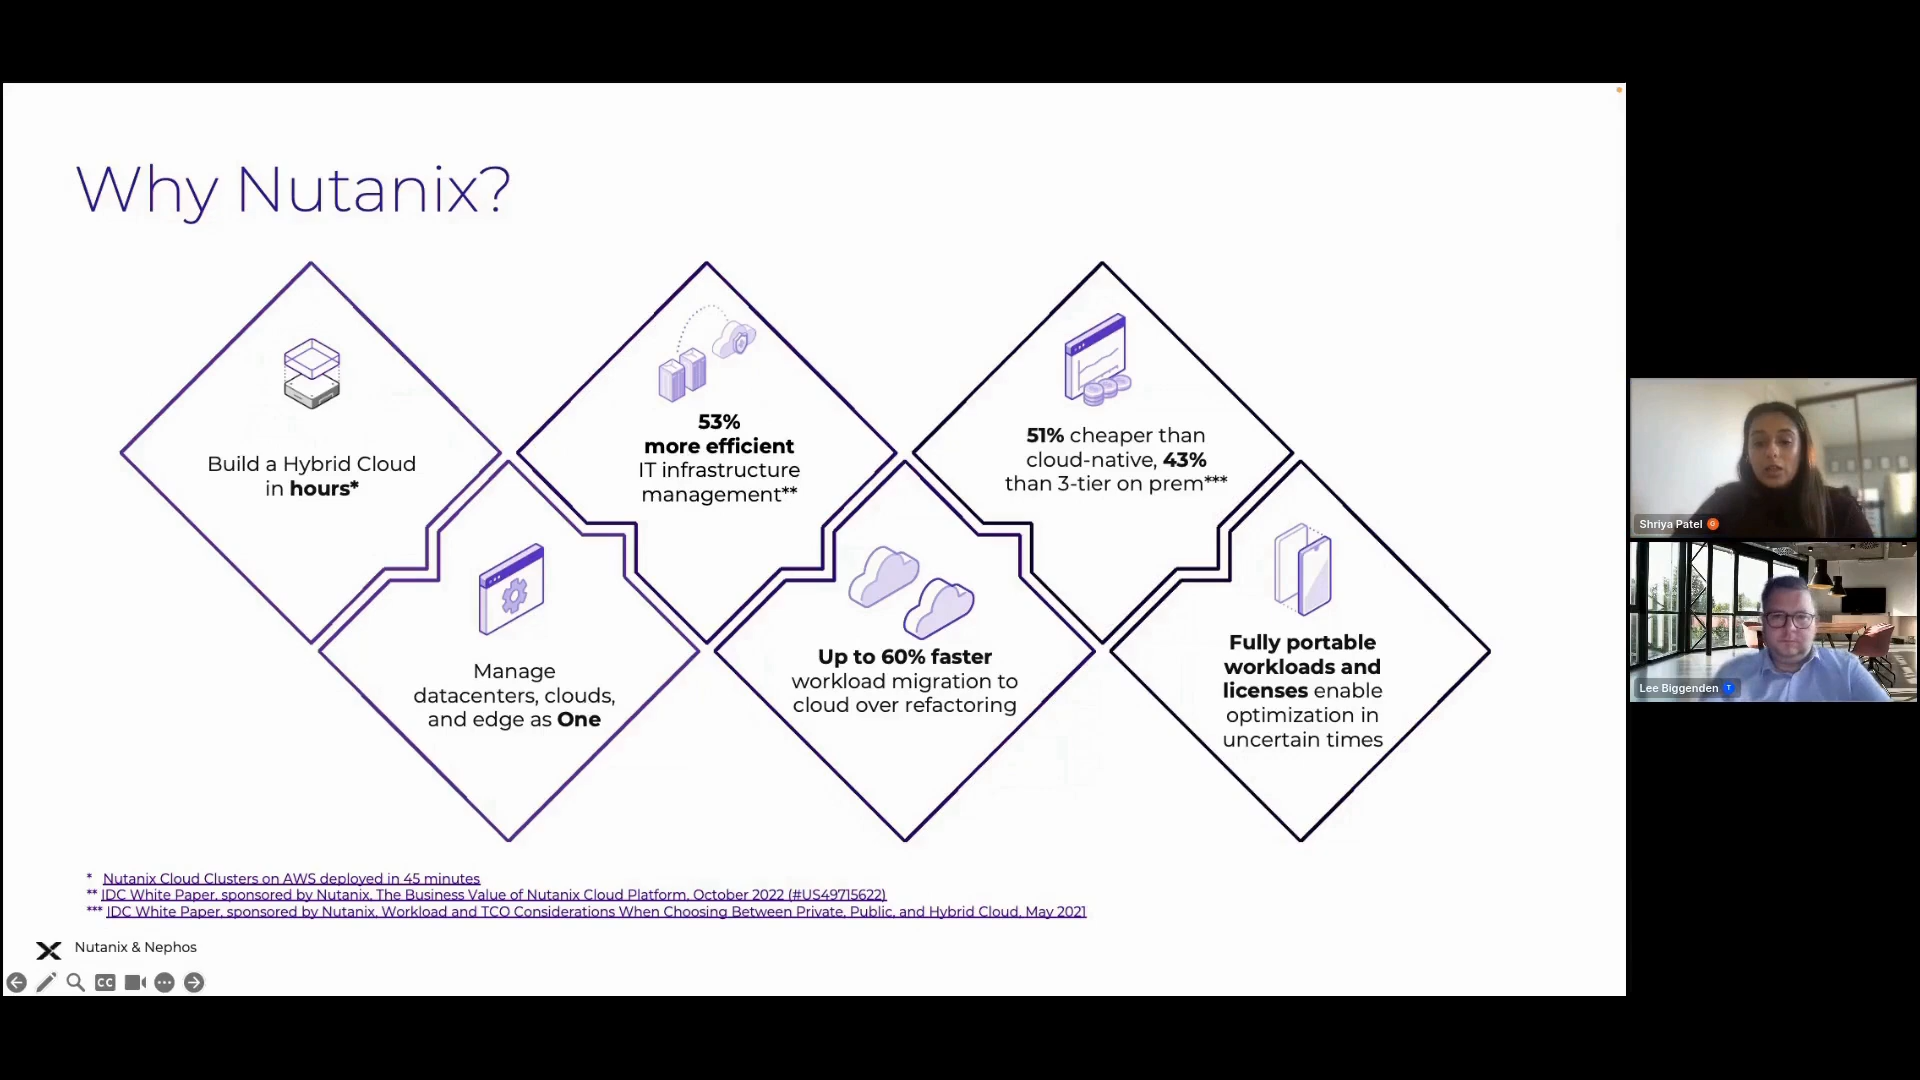 Why Nutanix?
Build a Hybrid Cloud
in hours*
Manage
datacenters, clouds,
and edge as One
53%
more efficient
IT infrastructure
management**
Up to 60% faster
workload migration to
cloud over refactoring
51% cheaper than
cloud-native, 43%
than 3-tier on prem***
Fully portable
workloads and
licenses enable
optimization in
uncertain times
* Nutanix Cloud Clusters on AWS deployed in 45 minutes
** IDC White Paper, sponsored by Nutanix, The Business Value of Nutanix Cloud Platform, October 2022 (#US49715622)
*** IDC White Paper, sponsored by Nutanix, Workload and TCO Considerations When Choosing Between Private, Public, and Hybrid Cloud, May 2021
Nutanix & Nephos
CC
Shriya Patel G
Lee Biggenden T